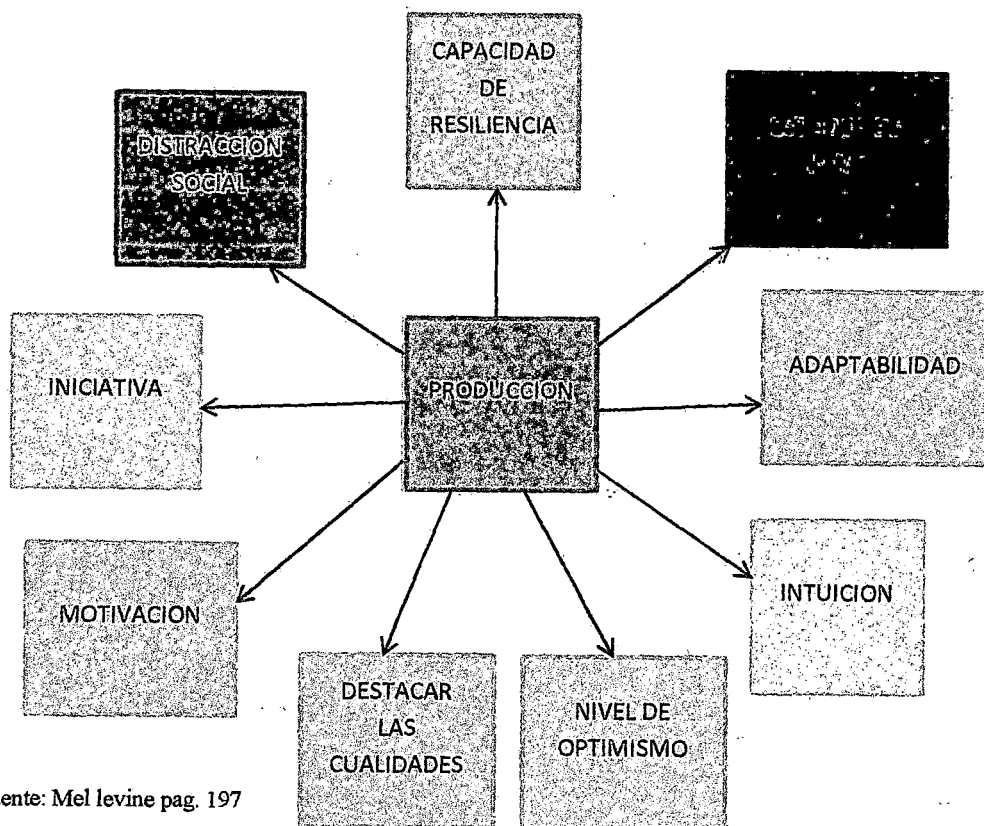 CAPACIDAD
DE
RESILIENCIA
DISTRACCION
SOCIAL
ADAPTABILIDAD
INICIATIVA
PRODUCCION
INTUICION
MOTIVACION
DESTACAR
LAS
CUALIDADES
NIVEL DE
OPTIMISMO
ente: Mel levine pag. 197